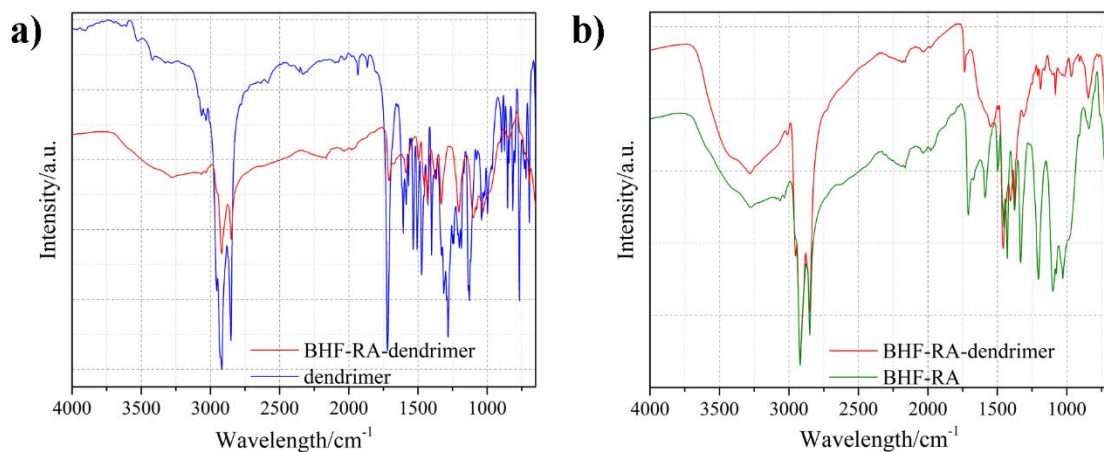 a)
Intensity/a.u.
BHF-RA-dendrimer
dendrimer
4000 3500 3000 2500 2000 1500 1000
Wavelength/cm⁻¹
b)
Intensity/a.u.
BHF-RA-dendrimer
BHF-RA
4000 3500 3000 2500 2000 1500 1000
Wavelength/cm⁻¹